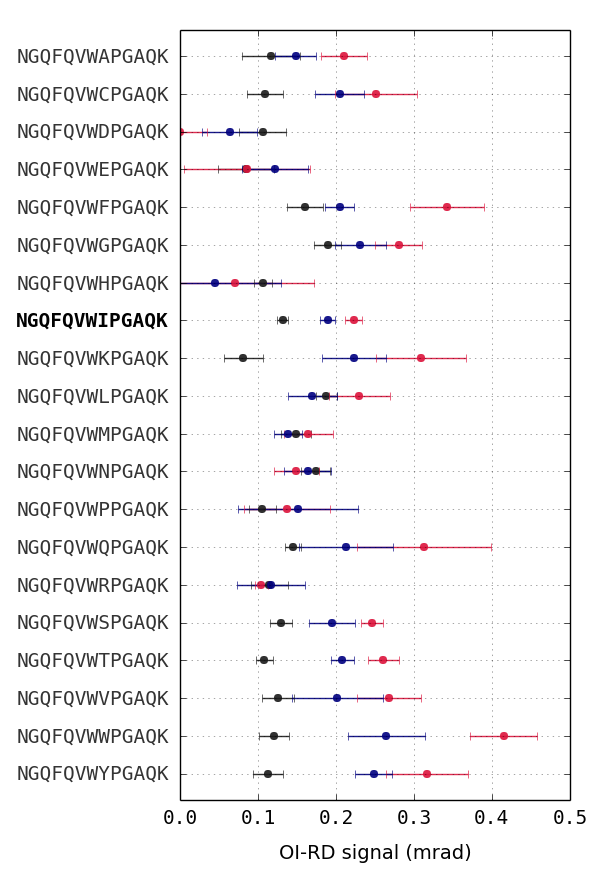 NGQFQVWAPGAQK
NGQFQVWCPGAQK
NGQFQVWDPGAQK
NGQFQVWEPGAQK
NGQFQVWFPGAQK
NGQFQVWGPGAQK
NGQFQVWHPGAQK
NGQFQVWIPGAQK
NGQFQVWKPGAQK
NGQFQVWLPGAQK
NGQFQVWMPGAQK
NGQFQVWNPGAQK
NGQFQVWPPGAQK
NGQFQVWQPGAQK
NGQFQVWRPGAQK
NGQFQVWSPGAQK
NGQFQVWTPGAQK
NGQFQVWVPGAQK
NGQFQVWWPGAQK
NGQFQVWYPGAQK
0.0 0.1 0.2 0.3 0.4 0.5
OI-RD signal (mrad)